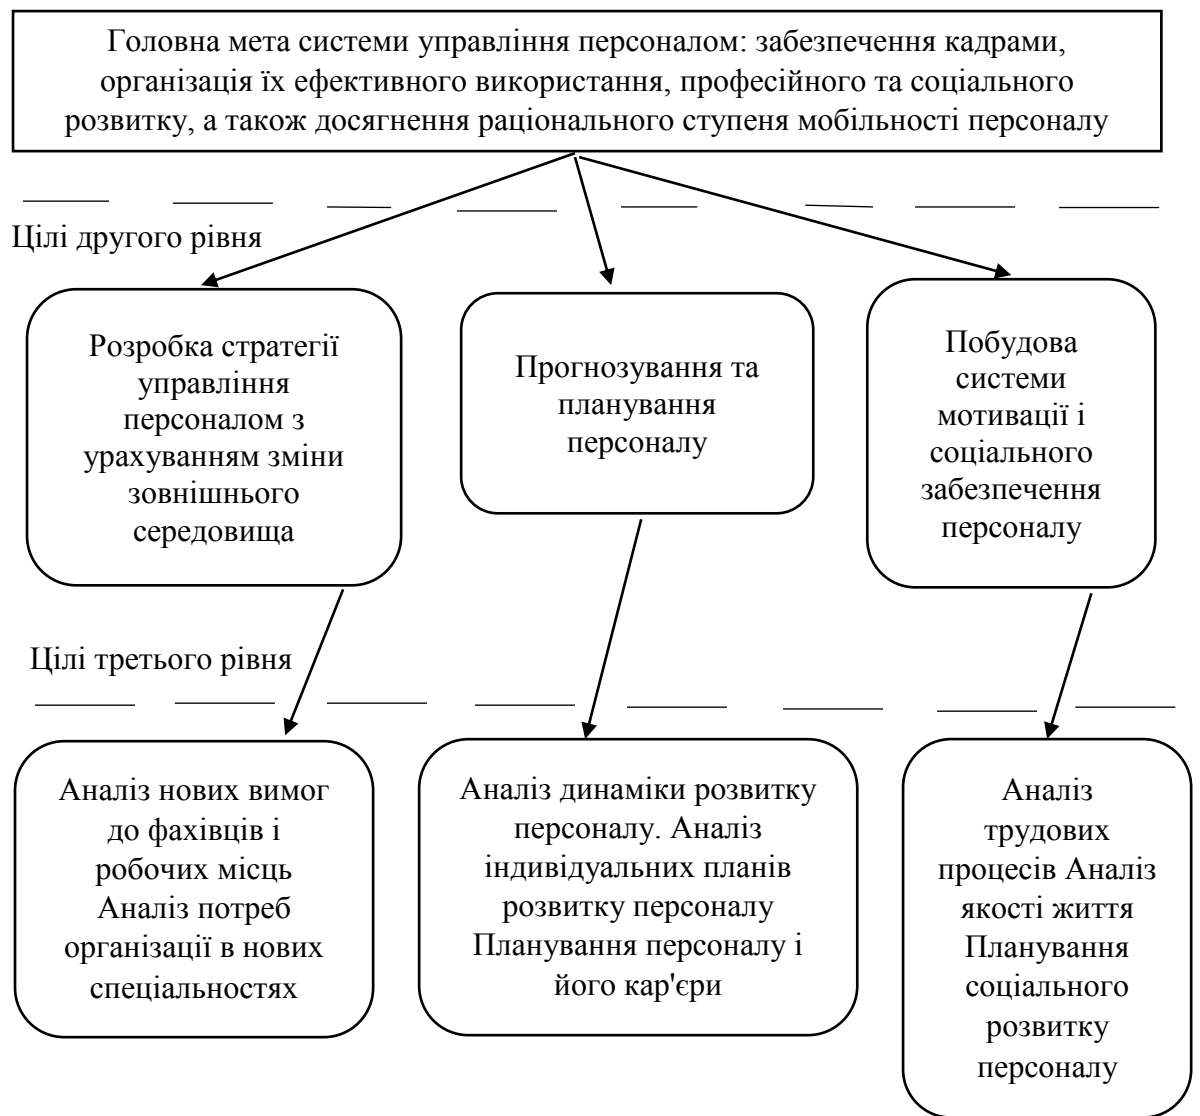 Головна мета системи управління персоналом: забезпечення кадрами,
організація їх ефективного використання, професійного та соціального
розвитку, а також досягнення раціонального ступеня мобільності персоналу
Цілі другого рівня
Розробка стратегії
управління
персоналом з
урахуванням зміни
зовнішнього
середовища
Прогнозування та
планування
персоналу
Побудова
системи
мотивації і
соціального
забезпечення
персоналу
Цілі третього рівня
Аналіз нових вимог
до фахівців і
робочих місць
Аналіз потреб
організації в нових
спеціальностях
Аналіз динаміки розвитку
персоналу. Аналіз
індивідуальних планів
розвитку персоналу
Планування персоналу і
його кар'єри
Аналіз
трудових
процесів Аналіз
якості життя
Планування
соціального
розвитку
персоналу